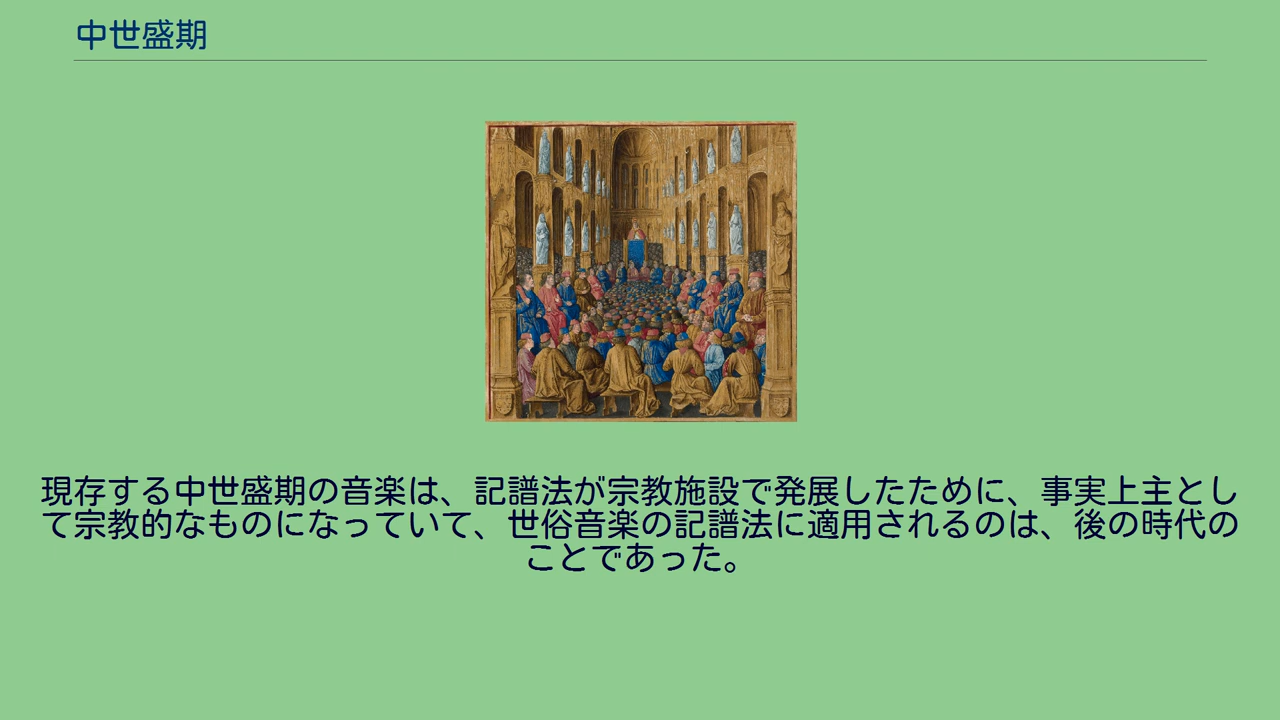 中世盛期
現存する中世盛期の音楽は、記譜法が宗教施設で発展したために、事実上主とし
て宗教的なものになっていて、世俗音楽の記譜法に適用されるのは、後の時代の
ことであった。